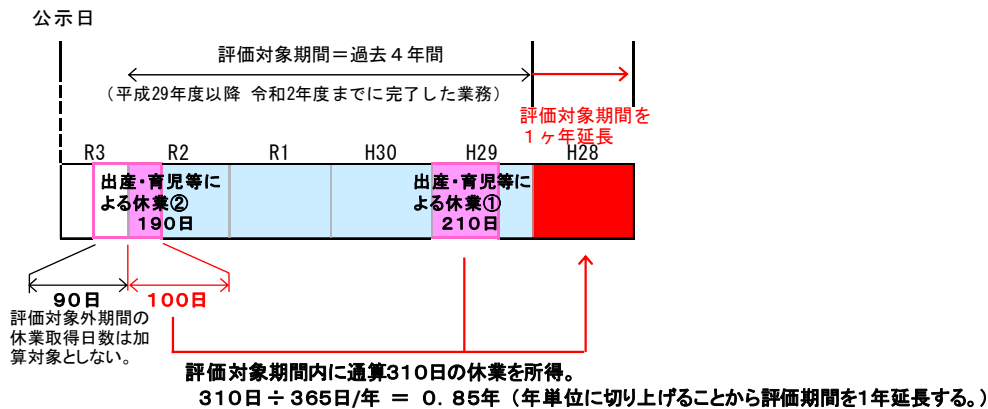 公示日
評価対象期間＝過去４年間
（平成29年度以降 令和2年度までに完了した業務）
評価対象期間を
１ヶ年延長
R3 R2 R1 H30 H29 H28
出産・育児等に
よる休業②
190日
出産・育児等に
よる休業①
210日
90日
100日
評価対象外期間の
休業取得日数は加
算対象としない。
評価対象期間内に通算310日の休業を所得。
310日÷365日/年 ＝ 0．85年（年単位に切り上げることから評価期間を1年延長する。）